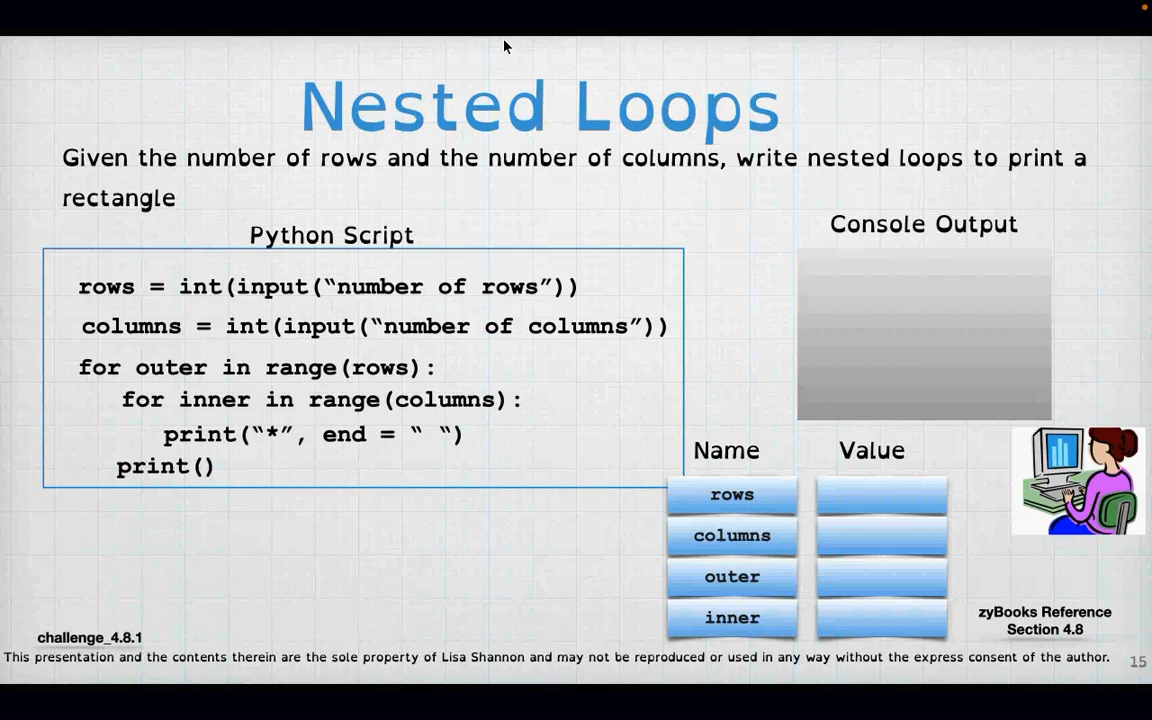 Nested Loops
Given the number of rows and the number of columns, write nested loops to print a
rectangle
Python Script
Console Output
rows = int(input(“number of rows”))
columns = int(input(“number of columns”))
for outer in range(rows):
for inner in range(columns):
print(“*”, end = “ “)
print()
Name Value
rows
columns
outer
inner
zyBooks Reference
Section 4.8
challenge_4.8.1
This presentation and the contents therein are the sole property of Lisa Shannon and may not be reproduced or used in any way without the express consent of the author.
15